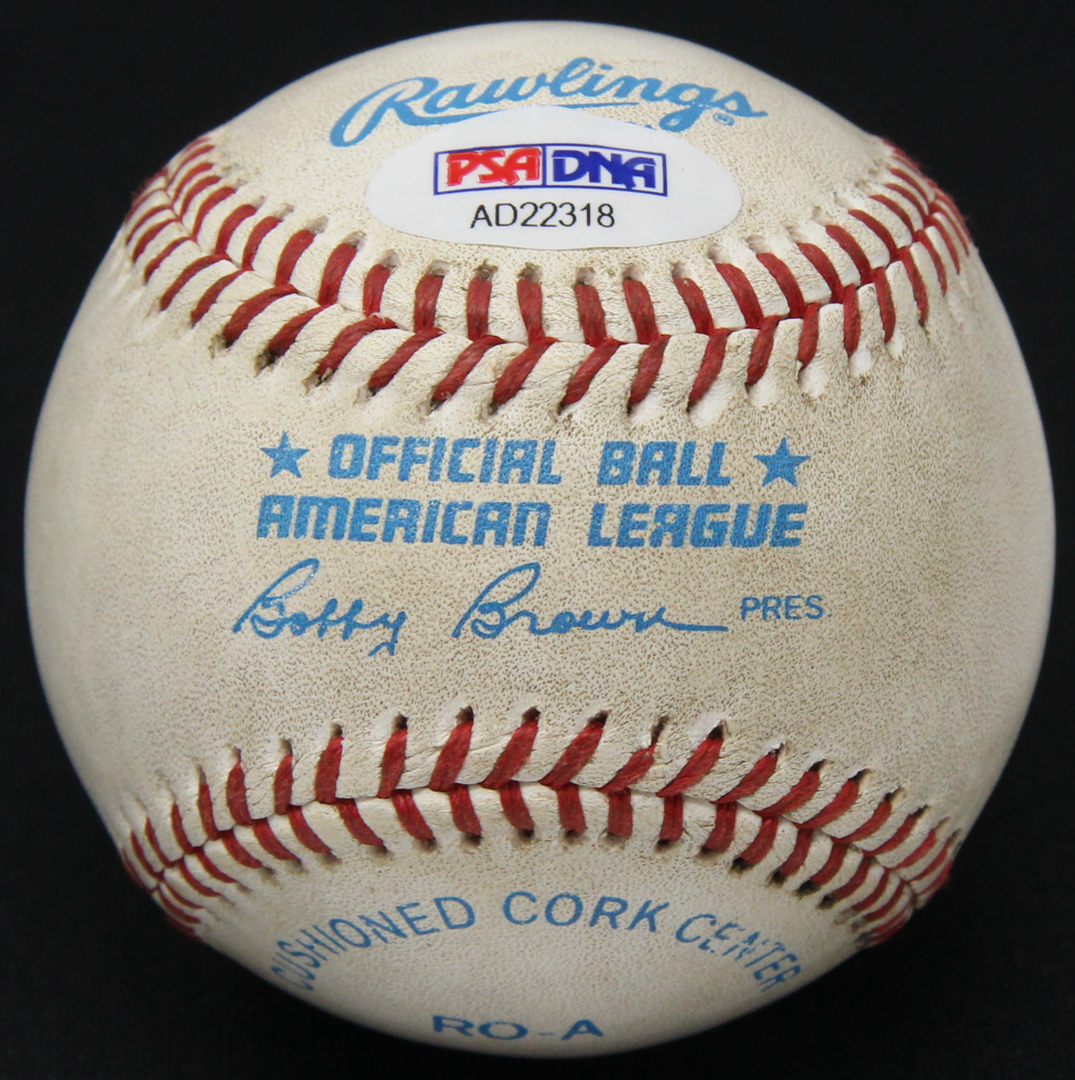 Rawlings
PSA DNA
AD22318
★ OFFICIAL BALL ★
AMERICAN LEAGUE
Bobby Brown PRES.
CUSHIONED CORK CENTER
RO-A